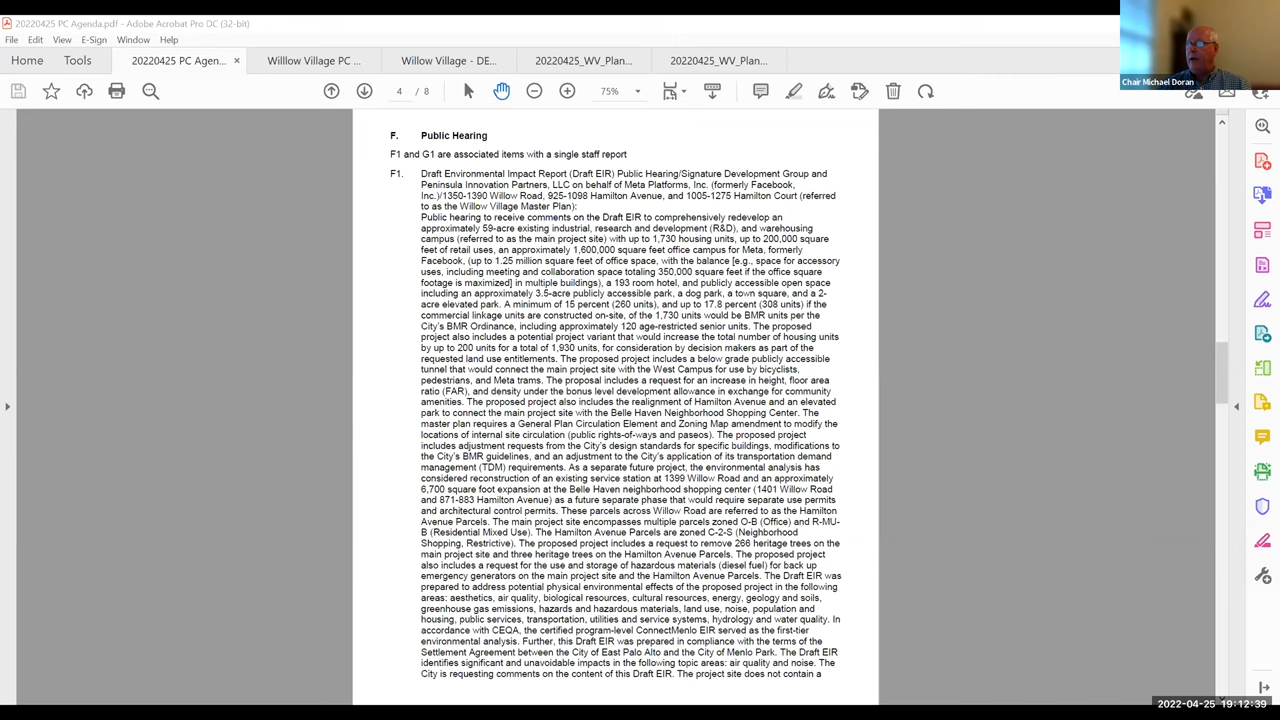 20220425 PC Agenda.pdf - Adobe Acrobat Pro DC (32-bit)
File Edit View E-Sign Window Help
Home Tools 20220425 PC Agen... × Willlow Village PC ... Willow Village - DE... 20220425_WV_Plan... 20220425_WV_Plan...
Chair Michael Doran
4 / 75%
F. Public Hearing
F1 and G1 are associated items with a single staff report
F1. Draft Environmental Impact Report (Draft EIR) Public Hearing/Signature Development Group and
Peninsula Innovation Partners, LLC on behalf of Meta Platforms, Inc. (formerly Facebook,
Inc.)/1350-1390 Willow Road, 925-1098 Hamilton Avenue, and 1005-1275 Hamilton Court (referred
to as the Willow Village Master Plan):
Public hearing to receive comments on the Draft EIR to comprehensively redevelop an
approximately 59-acre existing industrial, research and development (R&D), and warehousing
campus (referred to as the main project site) with up to 1,730 housing units, up to 200,000 square
feet of retail uses, an approximately 1,600,000 square feet office campus for Meta, formerly
Facebook, (up to 1.25 million square feet of office space, with the balance [e.g., space for accessory
uses, including meeting and collaboration space totaling 350,000 square feet if the office square
footage is maximized] in multiple buildings), a 193 room hotel, and publicly accessible open space
including an approximately 3.5-acre publicly accessible park, a dog park, a town square, and a 2-
acre elevated park. A minimum of 15 percent (260 units), and up to 17.8 percent (308 units) if the
commercial linkage units are constructed on-site, of the 1,730 units would be BMR units per the
City's BMR Ordinance, including approximately 120 age-restricted senior units. The proposed
project also includes a potential project variant that would increase the total number of housing units
by up to 200 units for a total of 1,930 units, for consideration by decision makers as part of the
requested land use entitlements. The proposed project includes a below grade publicly accessible
tunnel that would connect the main project site with the West Campus for use by bicyclists,
pedestrians, and Meta trams. The proposal includes a request for an increase in height, floor area
ratio (FAR), and density under the bonus level development allowance in exchange for community
amenities. The proposed project also includes the realignment of Hamilton Avenue and an elevated
park to connect the main project site with the Belle Haven Neighborhood Shopping Center. The
master plan requires a General Plan Circulation Element and Zoning Map amendment to modify the
locations of internal site circulation (public rights-of-ways and paseos). The proposed project
includes adjustment requests from the City's design standards for specific buildings, modifications to
the City's BMR guidelines, and an adjustment to the City's application of its transportation demand
management (TDM) requirements. As a separate future project, the environmental analysis has
considered reconstruction of an existing service station at 1399 Willow Road and an approximately
6,700 square foot expansion at the Belle Haven neighborhood shopping center (1401 Willow Road
and 871-883 Hamilton Avenue) as a future separate phase that would require separate use permits
and architectural control permits. These parcels across Willow Road are referred to as the Hamilton
Avenue Parcels. The main project site encompasses multiple parcels zoned O-B (Office) and R-MU-
B (Residential Mixed Use). The Hamilton Avenue Parcels are zoned C-2-S (Neighborhood
Shopping, Restrictive). The proposed project includes a request to remove 266 heritage trees on the
main project site and three heritage trees on the Hamilton Avenue Parcels. The proposed project
also includes a request for the use and storage of hazardous materials (diesel fuel) for back up
emergency generators on the main project site and the Hamilton Avenue Parcels. The Draft EIR was
prepared to address potential physical environmental effects of the proposed project in the following
areas: aesthetics, air quality, biological resources, cultural resources, energy, geology and soils,
greenhouse gas emissions, hazards and hazardous materials, land use, noise, population and
housing, public services, transportation, utilities and service systems, hydrology and water quality. In
accordance with CEQA, the certified program-level ConnectMenlo EIR served as the first-tier
environmental analysis. Further, this Draft EIR was prepared in compliance with the terms of the
Settlement Agreement between the City of East Palo Alto and the City of Menlo Park. The Draft EIR
identifies significant and unavoidable impacts in the following topic areas: air quality and noise. The
City is requesting comments on the content of this Draft EIR. The project site does not contain a
2022-04-25 19:12:39